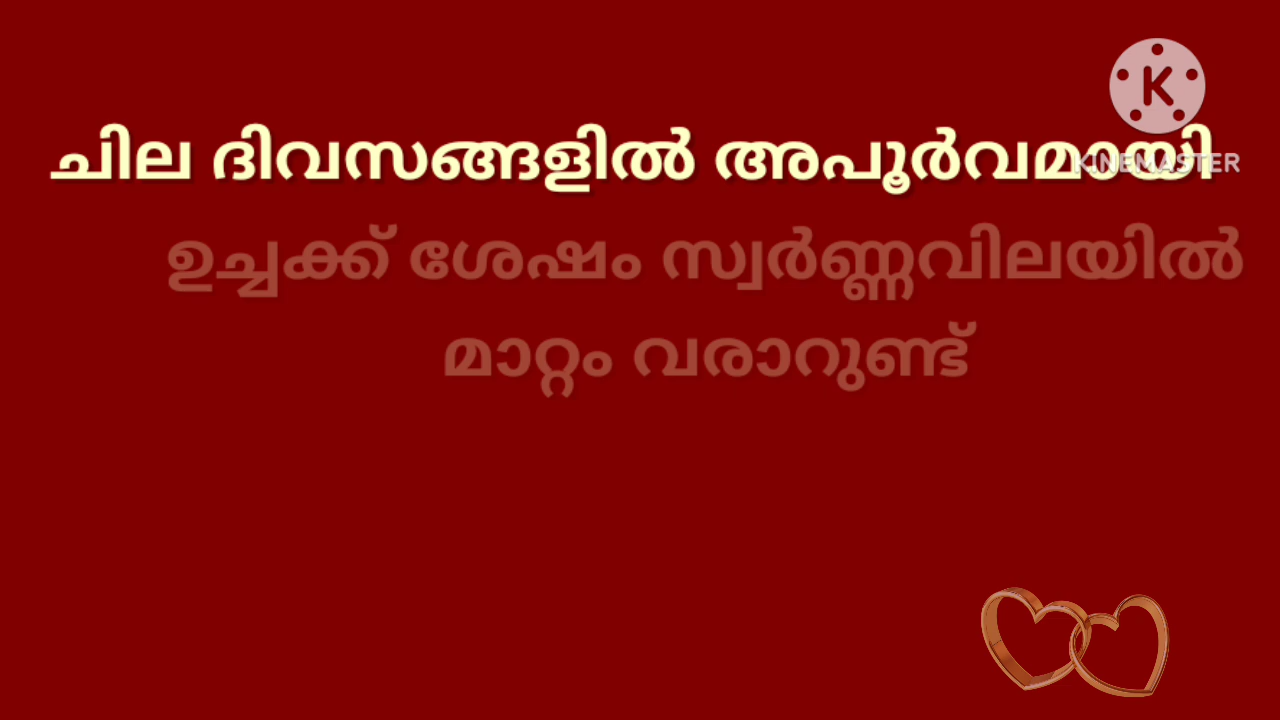 ചില ദിവസങ്ങളിൽ അപൂർവമായി
KINEMASTER
ഉച്ചക്ക് ശേഷം സ്വർണ്ണവിലയിൽ
മാറ്റം വരാറുണ്ട്